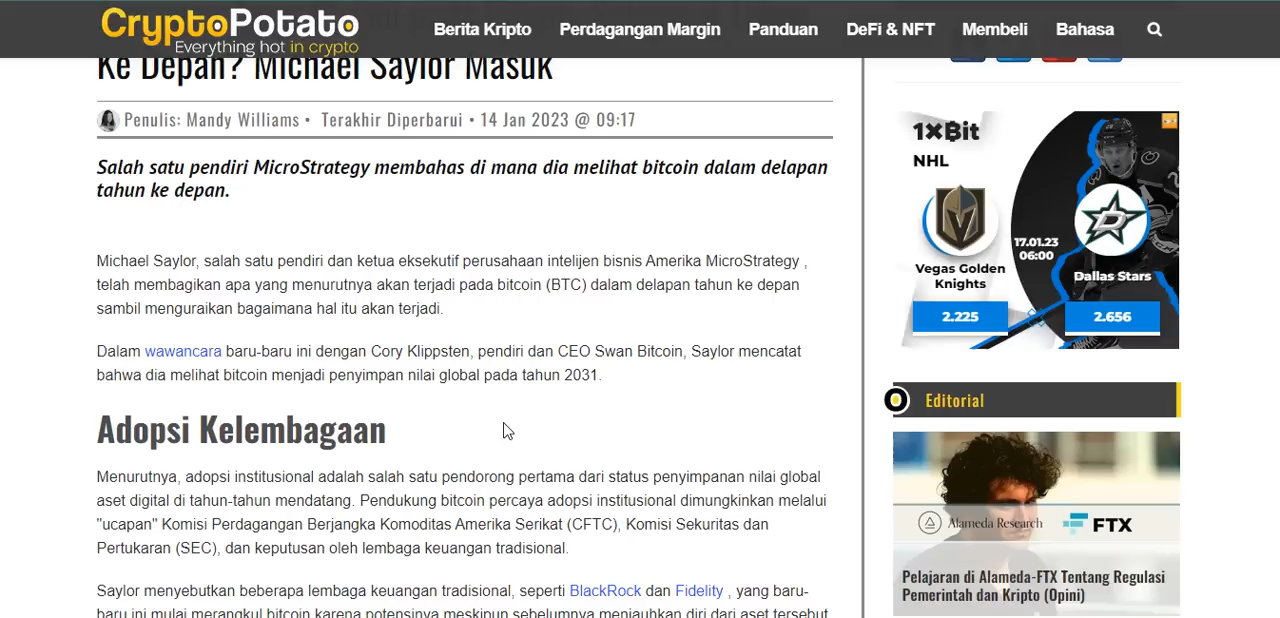 CryptoPotato
Everything hot in crypto
Berita Kripto
Perdagangan Margin
Panduan
DeFi & NFT
Membeli
Bahasa
Ke Depan? Michael Saylor Masuk
Penulis: Mandy Williams • Terakhir Diperbarui • 14 Jan 2023 @ 09:17
Salah satu pendiri MicroStrategy membahas di mana dia melihat bitcoin dalam delapan
tahun ke depan.
Michael Saylor, salah satu pendiri dan ketua eksekutif perusahaan intelijen bisnis Amerika MicroStrategy ,
telah membagikan apa yang menurutnya akan terjadi pada bitcoin (BTC) dalam delapan tahun ke depan
sambil menguraikan bagaimana hal itu akan terjadi.
Dalam wawancara baru-baru ini dengan Cory Klippsten, pendiri dan CEO Swan Bitcoin, Saylor mencatat
bahwa dia melihat bitcoin menjadi penyimpan nilai global pada tahun 2031.
Adopsi Kelembagaan
Menurutnya, adopsi institusional adalah salah satu pendorong pertama dari status penyimpanan nilai global
aset digital di tahun-tahun mendatang. Pendukung bitcoin percaya adopsi institusional dimungkinkan melalui
"ucapan" Komisi Perdagangan Berjangka Komoditas Amerika Serikat (CFTC), Komisi Sekuritas dan
Pertukaran (SEC), dan keputusan oleh lembaga keuangan tradisional.
Saylor menyebutkan beberapa lembaga keuangan tradisional, seperti BlackRock dan Fidelity , yang baru-
baru ini mulai merangkul bitcoin karena potensinya meskipun sebelumnya menjauhkan diri dari aset tersebut
1×Bit
NHL
17.01.23
06:00
Vegas Golden
Knights
Dallas Stars
2.225
2.656
Editorial
Alameda Research
FTX
Pelajaran di Alameda-FTX Tentang Regulasi
Pemerintah dan Kripto (Opini)